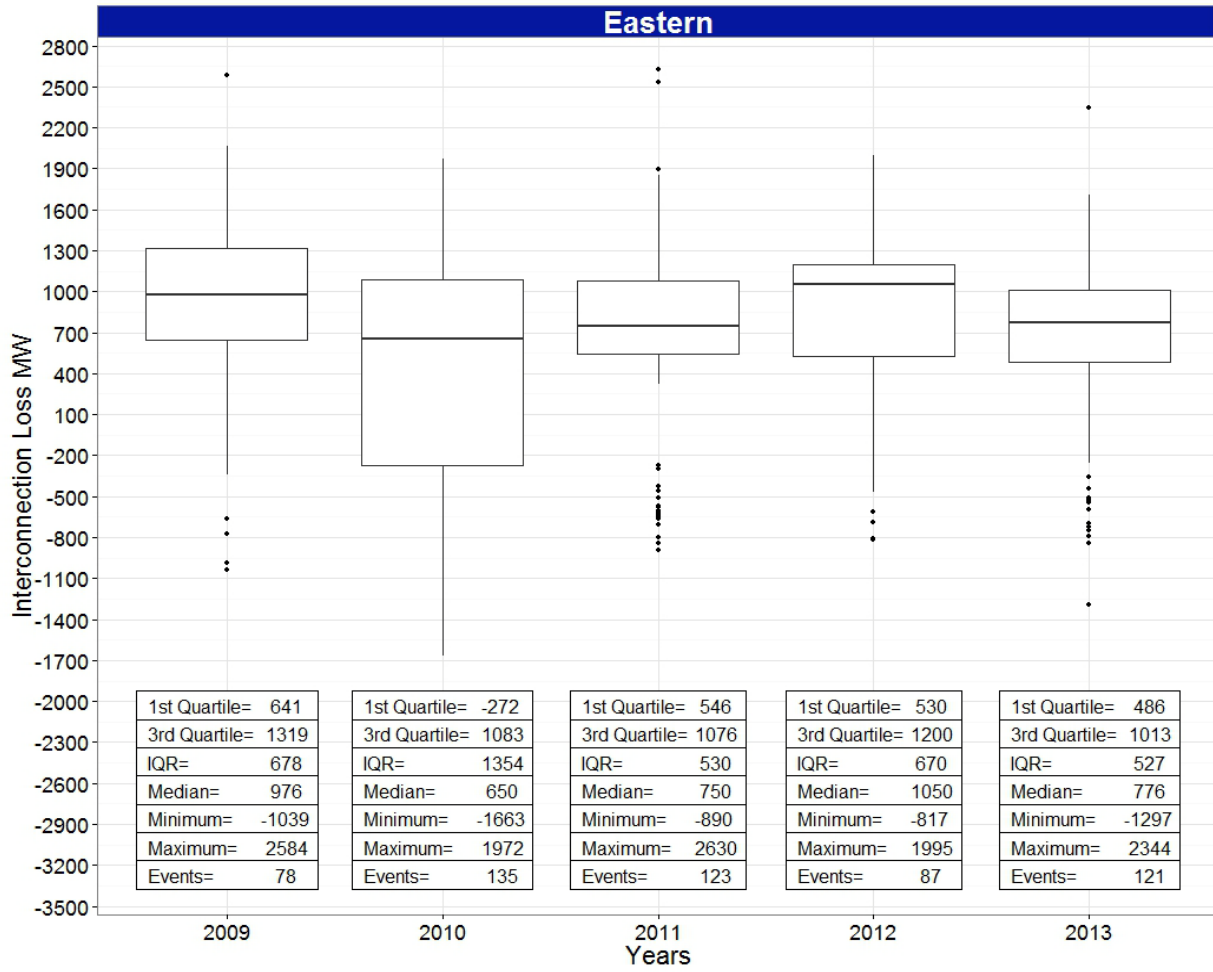 Eastern
Interconnection Loss MW
2800
2500
2200
1900
1600
1300
1000
700
400
100
-200
-500
-800
-1100
-1400
-1700
-2000
-2300
-2600
-2900
-3200
-3500
1st Quartile= 641
3rd Quartile= 1319
IQR= 678
Median= 976
Minimum= -1039
Maximum= 2584
Events= 78
1st Quartile= -272
3rd Quartile= 1083
IQR= 1354
Median= 650
Minimum= -1663
Maximum= 1972
Events= 135
1st Quartile= 546
3rd Quartile= 1076
IQR= 530
Median= 750
Minimum= -890
Maximum= 2630
Events= 123
1st Quartile= 530
3rd Quartile= 1200
IQR= 670
Median= 1050
Minimum= -817
Maximum= 1995
Events= 87
1st Quartile= 486
3rd Quartile= 1013
IQR= 527
Median= 776
Minimum= -1297
Maximum= 2344
Events= 121
2009 2010 2011 2012 2013
Years